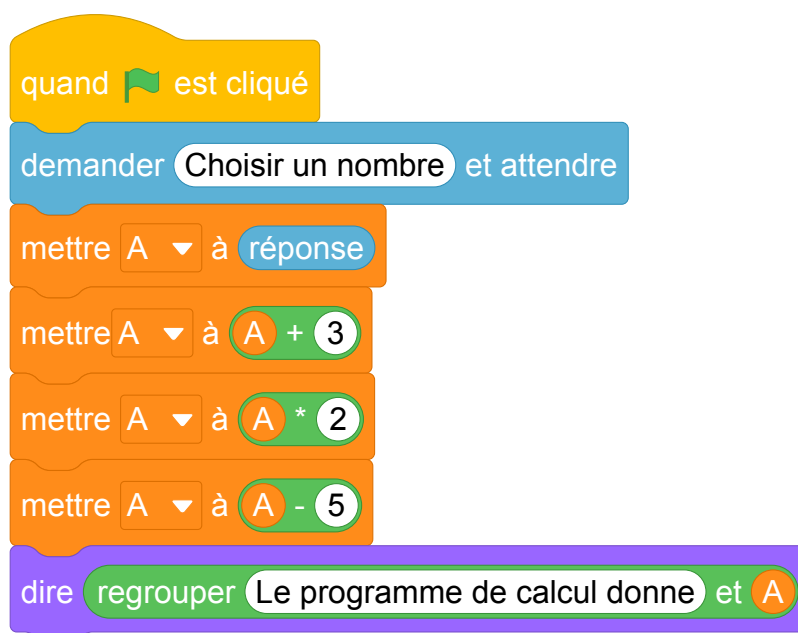 quand est cliqué
demander Choisir un nombre et attendre
mettre A à réponse
mettre A à A + 3
mettre A à A * 2
mettre A à A - 5
dire regrouper Le programme de calcul donne et A